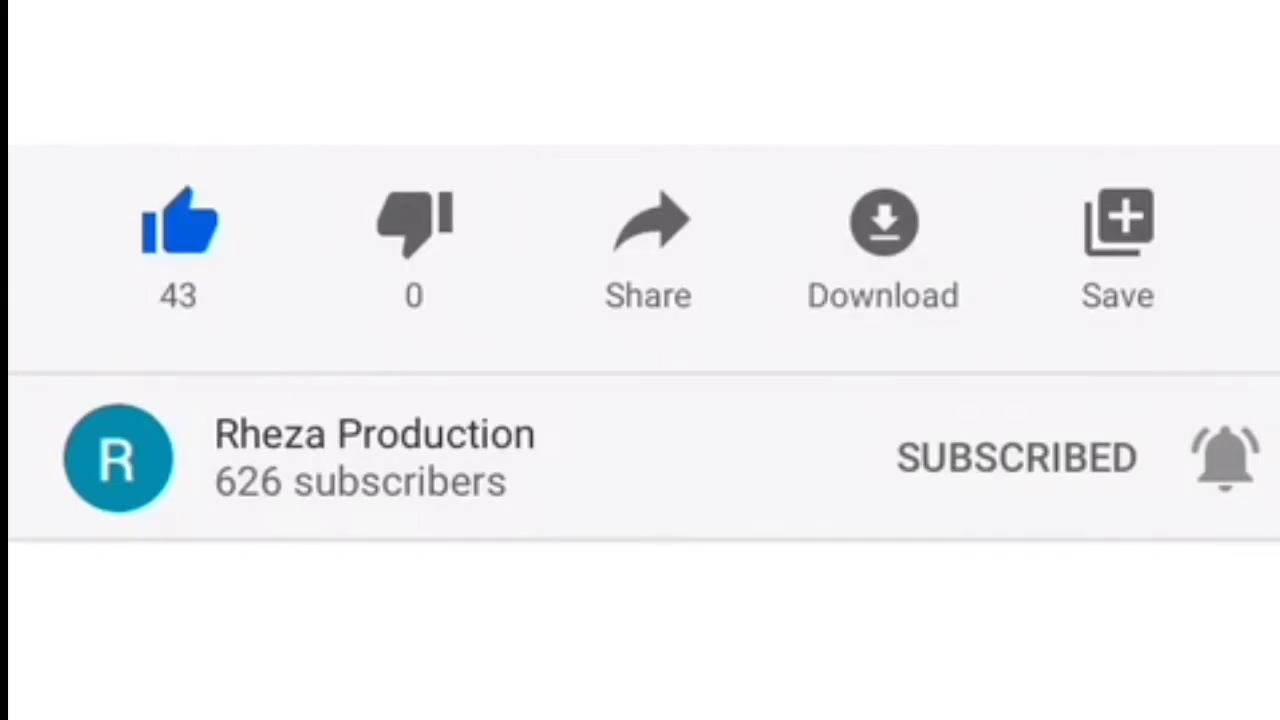 43
0
Share
Download
Save
R
Rheza Production
626 subscribers
SUBSCRIBED